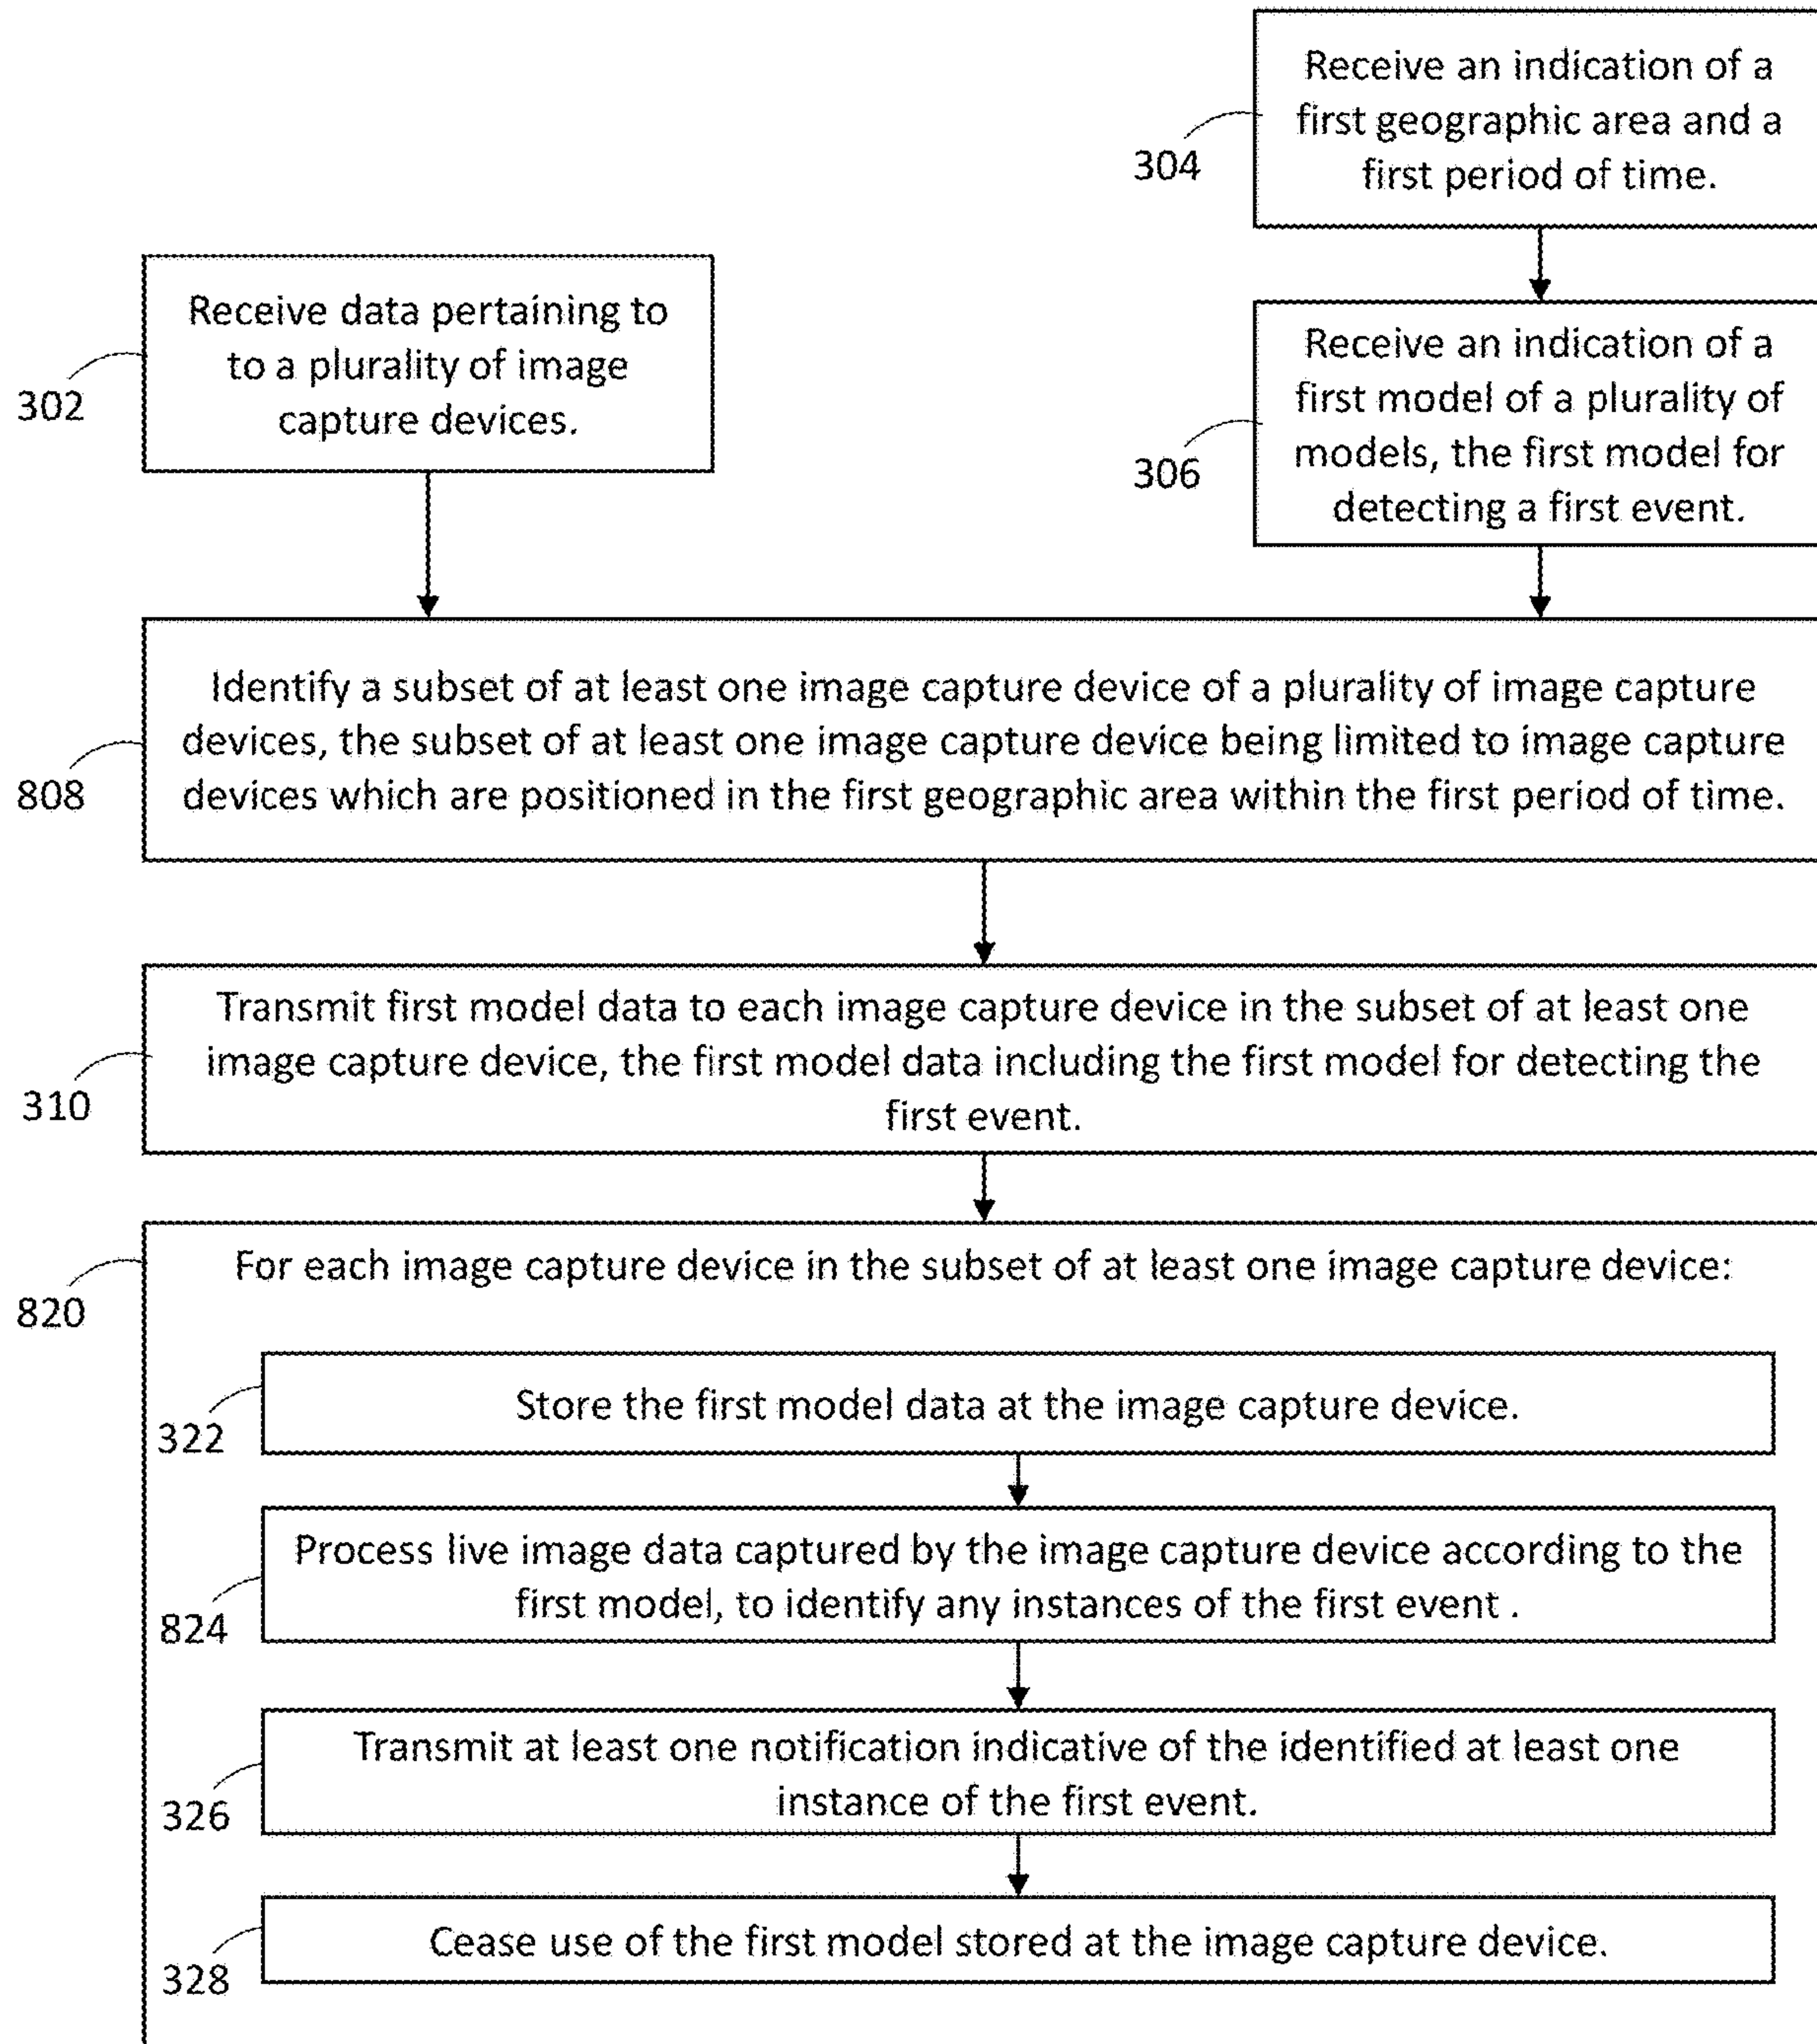 Receive an indication of a
first geographic area and a
first period of time.
304
Receive data pertaining to
to a plurality of image
capture devices.
302
Receive an indication of a
first model of a plurality of
models, the first model for
detecting a first event.
306
Identify a subset of at least one image capture device of a plurality of image capture
devices, the subset of at least one image capture device being limited to image capture
devices which are positioned in the first geographic area within the first period of time.
808
Transmit first model data to each image capture device in the subset of at least one
image capture device, the first model data including the first model for detecting the
first event.
310
For each image capture device in the subset of at least one image capture device:
820
Store the first model data at the image capture device.
322
Process live image data captured by the image capture device according to the
first model, to identify any instances of the first event .
824
Transmit at least one notification indicative of the identified at least one
instance of the first event.
326
Cease use of the first model stored at the image capture device.
328